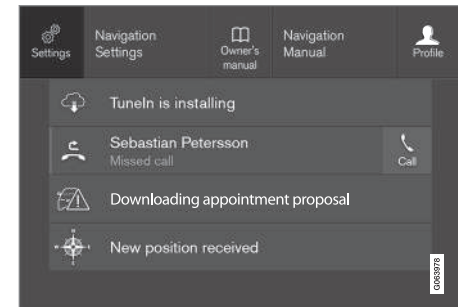 Settings
Navigation
Settings
Owner's
manual
Navigation
Manual
Profile
TuneIn is installing
Sebastian Petersson
Missed call
Call
Downloading appointment proposal
New position received
G063978